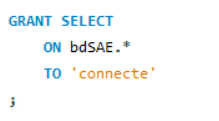 GRANT SELECT
ON bdSAE.*
TO 'connecte'
;